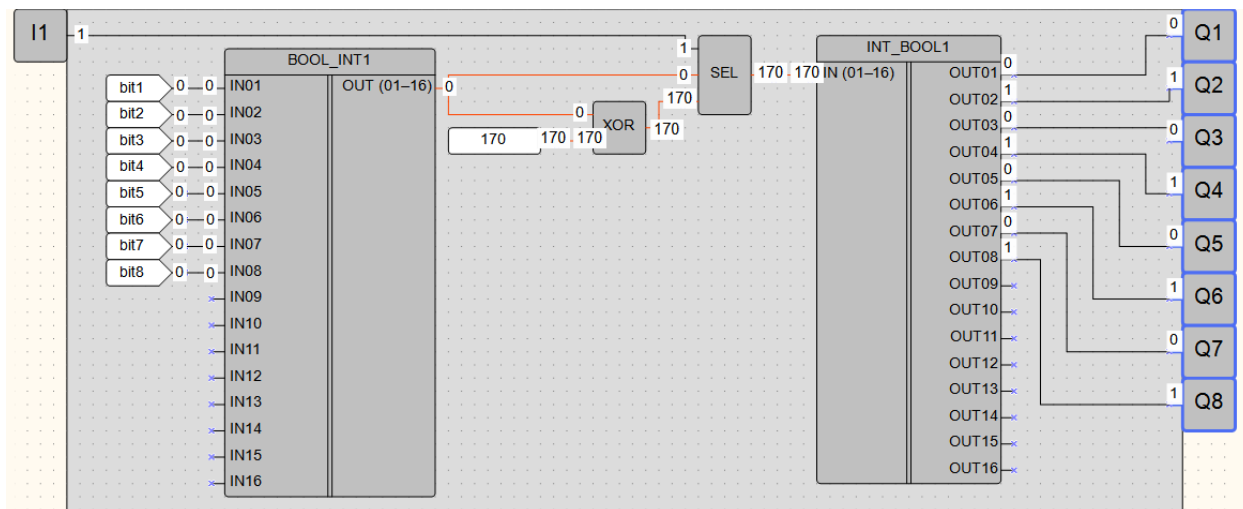 I1
1
BOOL_INT1
OUT (01–16)
0
bit1 0 0 IN01
bit2 0 0 IN02
bit3 0 0 IN03
bit4 0 0 IN04
bit5 0 0 IN05
bit6 0 0 IN06
bit7 0 0 IN07
bit8 0 0 IN08
IN09
IN10
IN11
IN12
IN13
IN14
IN15
IN16
170
170
170
0
XOR
170
1
0
170
SEL
170
170
INT_BOOL1
IN (01–16)
OUT01 0
OUT02 1
OUT03 0
OUT04 1
OUT05 0
OUT06 1
OUT07 0
OUT08 1
OUT09
OUT10
OUT11
OUT12
OUT13
OUT14
OUT15
OUT16
0 Q1
1 Q2
0 Q3
1 Q4
0 Q5
1 Q6
0 Q7
1 Q8